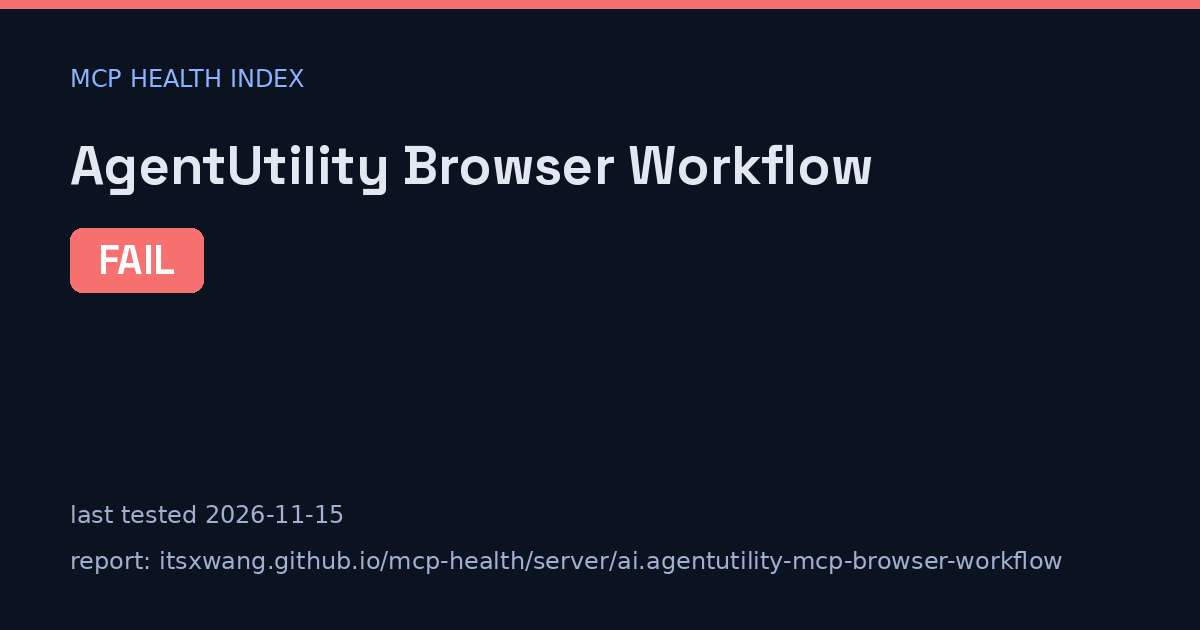 MCP HEALTH INDEX
AgentUtility Browser Workflow
FAIL
last tested 2026-11-15
report: itsxwang.github.io/mcp-health/server/ai.agentutility-mcp-browser-workflow